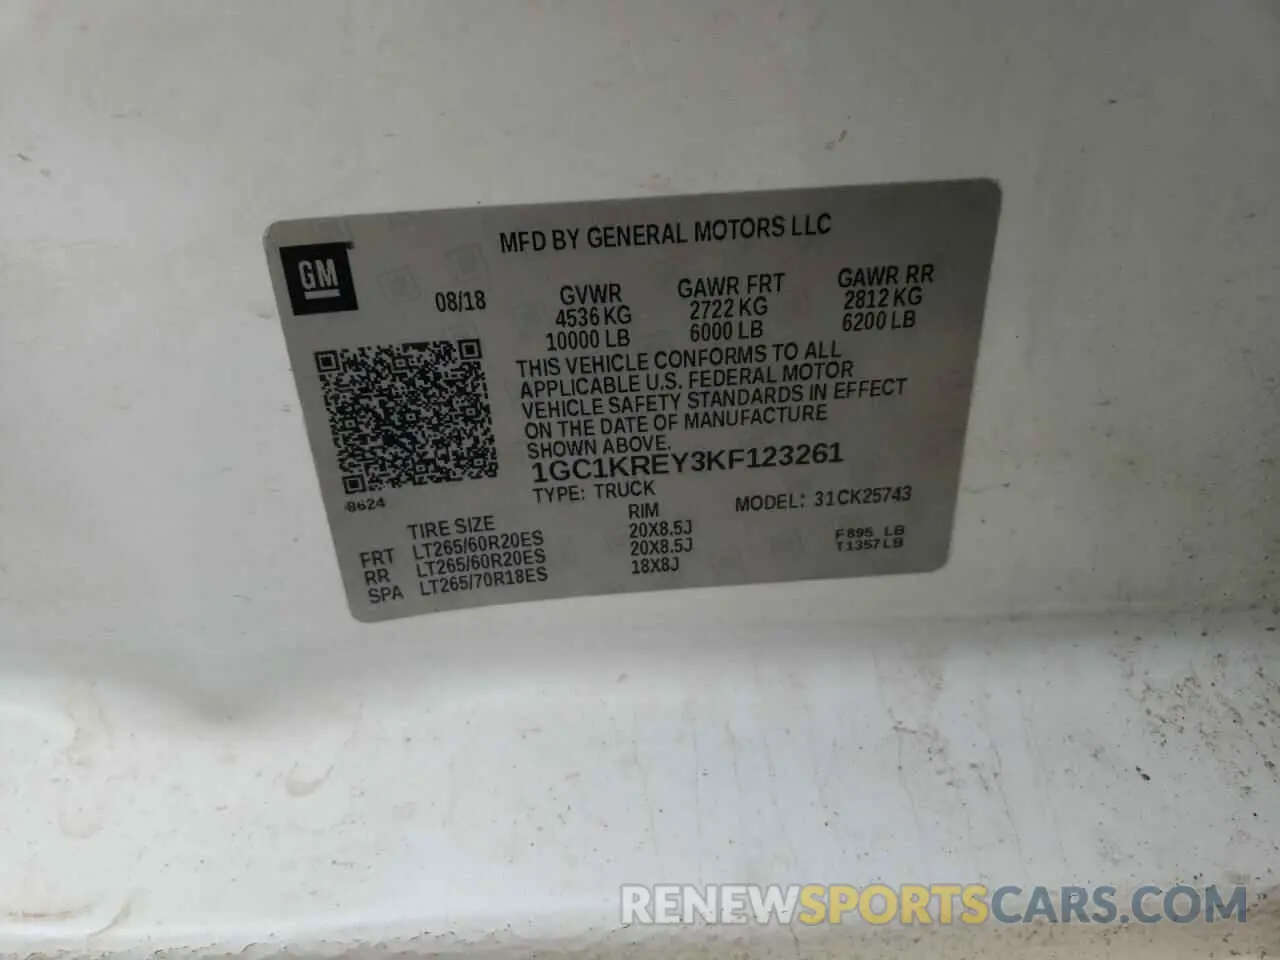 MFD BY GENERAL MOTORS LLC
GM
08/18
GVWR
4536 KG
10000 LB
GAWR FRT
2722 KG
6000 LB
GAWR RR
2812 KG
6200 LB
THIS VEHICLE CONFORMS TO ALL
APPLICABLE U.S. FEDERAL MOTOR
VEHICLE SAFETY STANDARDS IN EFFECT
ON THE DATE OF MANUFACTURE
SHOWN ABOVE.
1GC1KREY3KF123261
8624
TYPE: TRUCK
MODEL: 31CK25743
TIRE SIZE RIM
FRT LT265/60R20ES 20X8.5J
RR LT265/60R20ES 20X8.5J
SPA LT265/70R18ES 18X8J
F895 LB
T1357LB
RENEWSPORTSCARS.COM